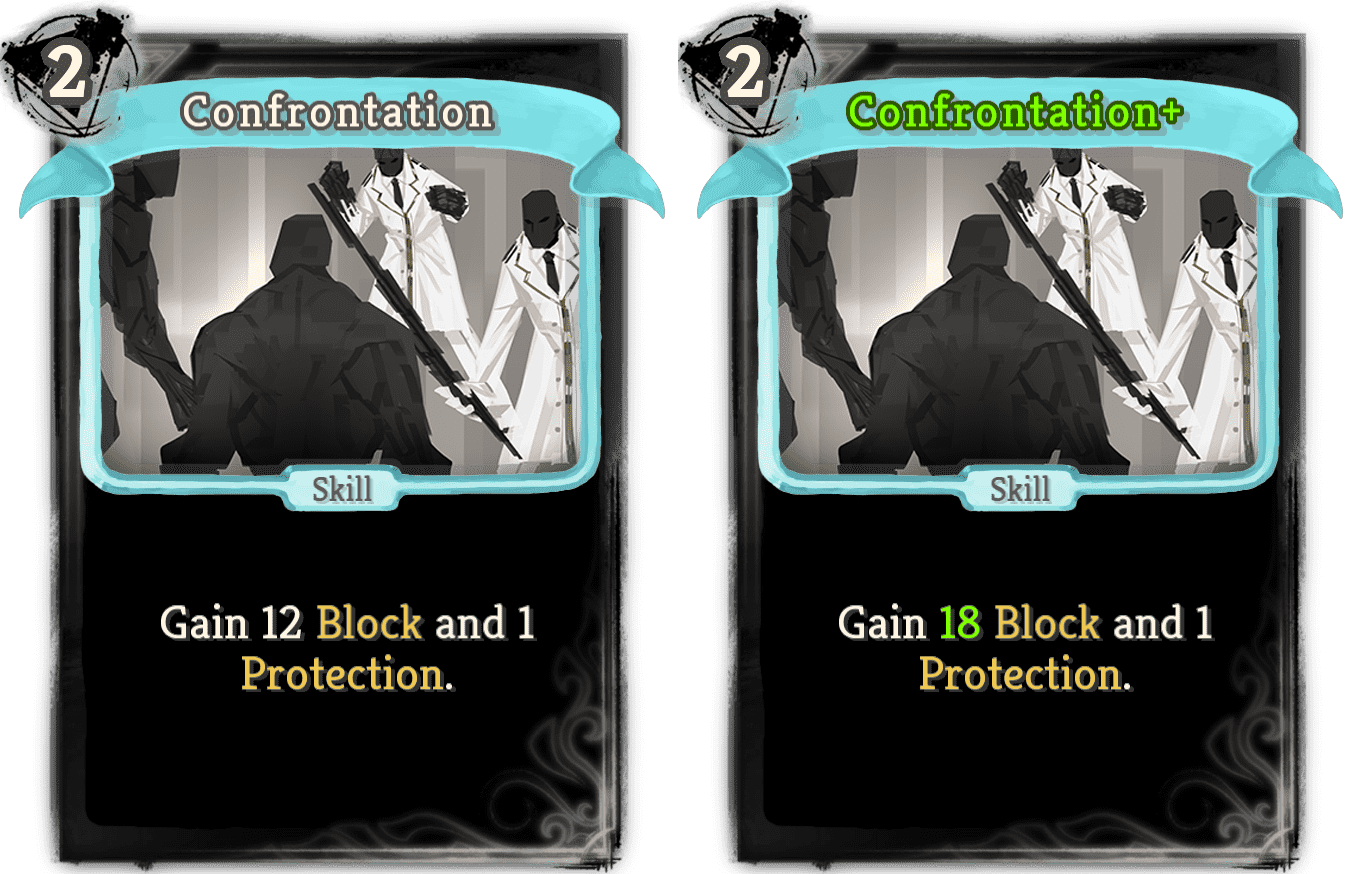 2
Confrontation
Skill
Gain 12 Block and 1
Protection.
2
Confrontation+
Skill
Gain 18 Block and 1
Protection.